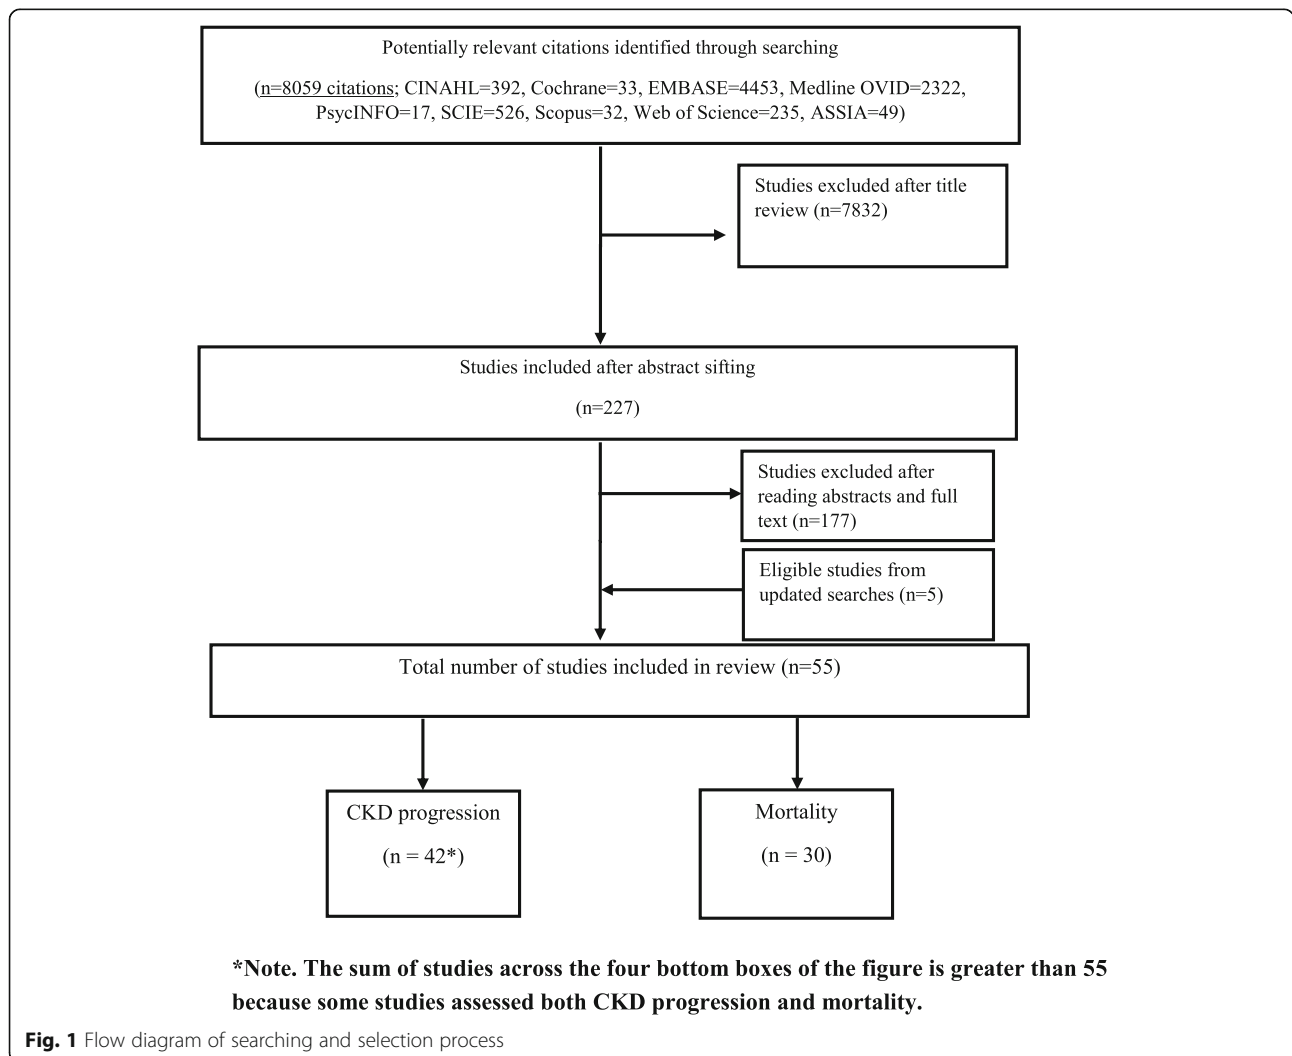 Potentially relevant citations identified through searching
(n=8059 citations; CINAHL=392, Cochrane=33, EMBASE=4453, Medline OVID=2322,
PsycINFO=17, SCIE=526, Scopus=32, Web of Science=235, ASSIA=49)
Studies excluded after title
review (n=7832)
Studies included after abstract sifting
(n=227)
Studies excluded after
reading abstracts and full
text (n=177)
Eligible studies from
updated searches (n=5)
Total number of studies included in review (n=55)
CKD progression
(n = 42*)
Mortality
(n = 30)
*Note. The sum of studies across the four bottom boxes of the figure is greater than 55
because some studies assessed both CKD progression and mortality.
Fig. 1 Flow diagram of searching and selection process